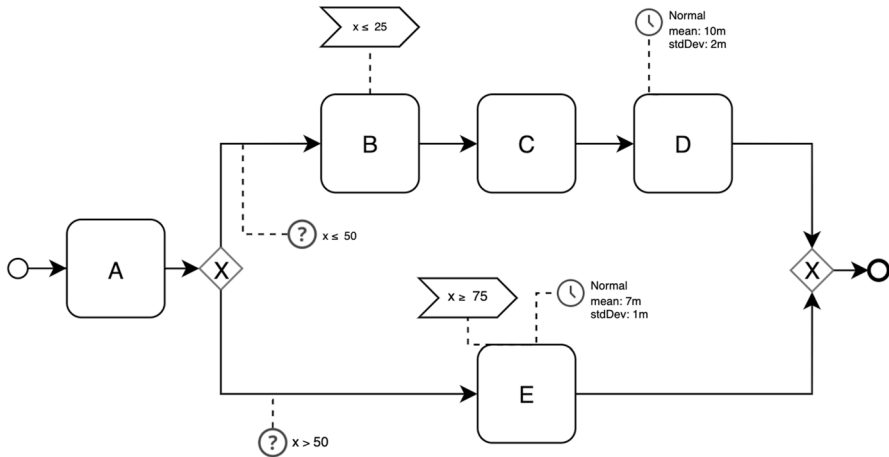 x ≤ 25
Normal
mean: 10m
stdDev: 2m
B
C
D
? x ≤ 50
A
X
X
x ≥ 75
Normal
mean: 7m
stdDev: 1m
E
? x > 50